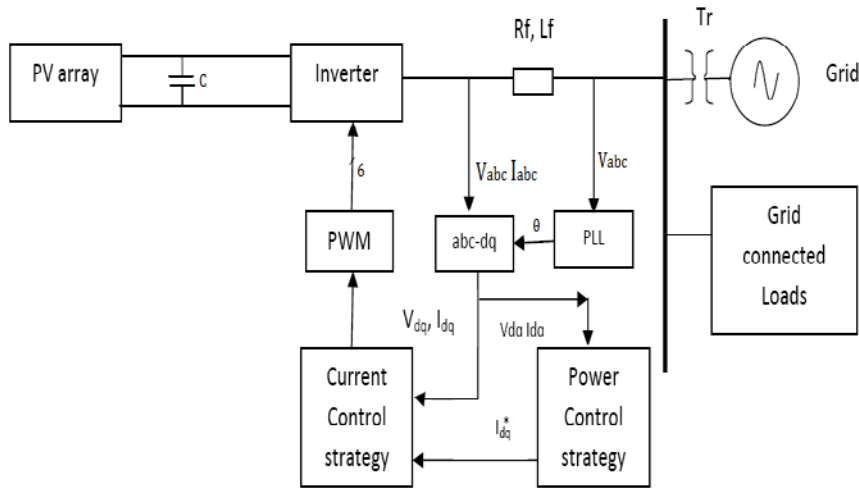 Rf, Lf
Tr
PV array
C
Inverter
Grid
6
Vabc Iabc
Vabc
PWM
abc-dq
θ
PLL
Grid
connected
Loads
Vdq, Idq
Vdq Idq
Current
Control
strategy
I*dq
Power
Control
strategy